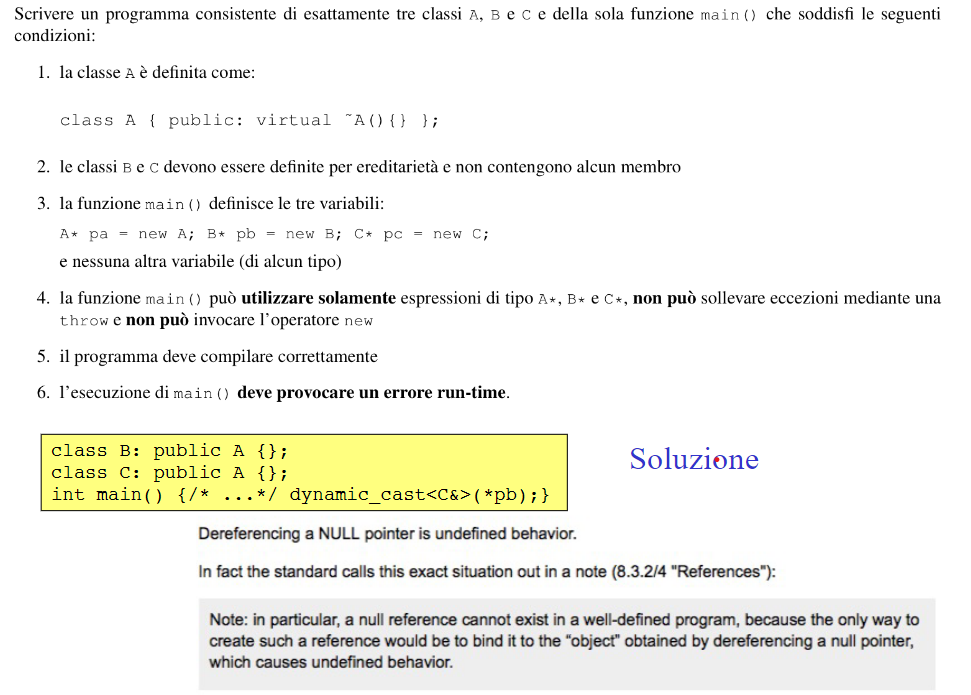 Scrivere un programma consistente di esattamente tre classi A, B e C e della sola funzione main() che soddisfi le seguenti
condizioni:
1. la classe A è definita come:
class A { public: virtual ~A(){} };
2. le classi B e C devono essere definite per ereditarietà e non contengono alcun membro
3. la funzione main() definisce le tre variabili:
A* pa = new A; B* pb = new B; C* pc = new C;
e nessuna altra variabile (di alcun tipo)
4. la funzione main() può utilizzare solamente espressioni di tipo A*, B* e C*, non può sollevare eccezioni mediante una
throw e non può invocare l'operatore new
5. il programma deve compilare correttamente
6. l'esecuzione di main() deve provocare un errore run-time.
class B: public A {};
class C: public A {};
int main() {/* ...*/ dynamic_cast<C&>(*pb);}
Soluzione
Dereferencing a NULL pointer is undefined behavior.
In fact the standard calls this exact situation out in a note (8.3.2/4 "References"):
Note: in particular, a null reference cannot exist in a well-defined program, because the only way to
create such a reference would be to bind it to the “object” obtained by dereferencing a null pointer,
which causes undefined behavior.